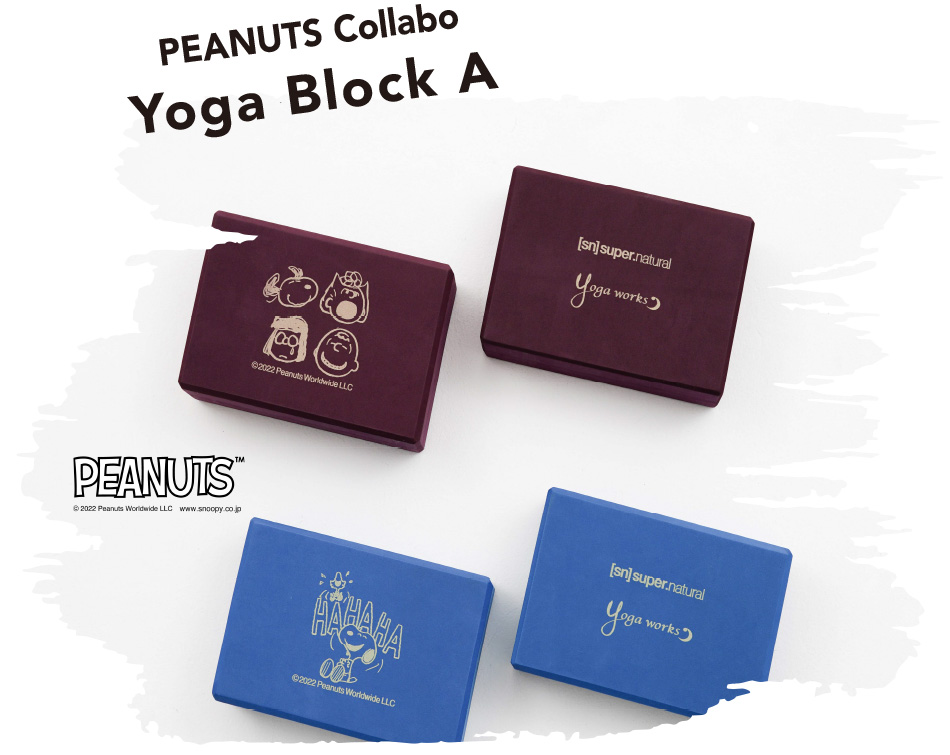 PEANUTS Collabo
Yoga Block A
©2022 Peanuts Worldwide LLC
[sn]super.natural
Yoga works
PEANUTS™
© 2022 Peanuts Worldwide LLC www.snoopy.co.jp
HAHAHA
©2022 Peanuts Worldwide LLC
[sn]super.natural
Yoga works